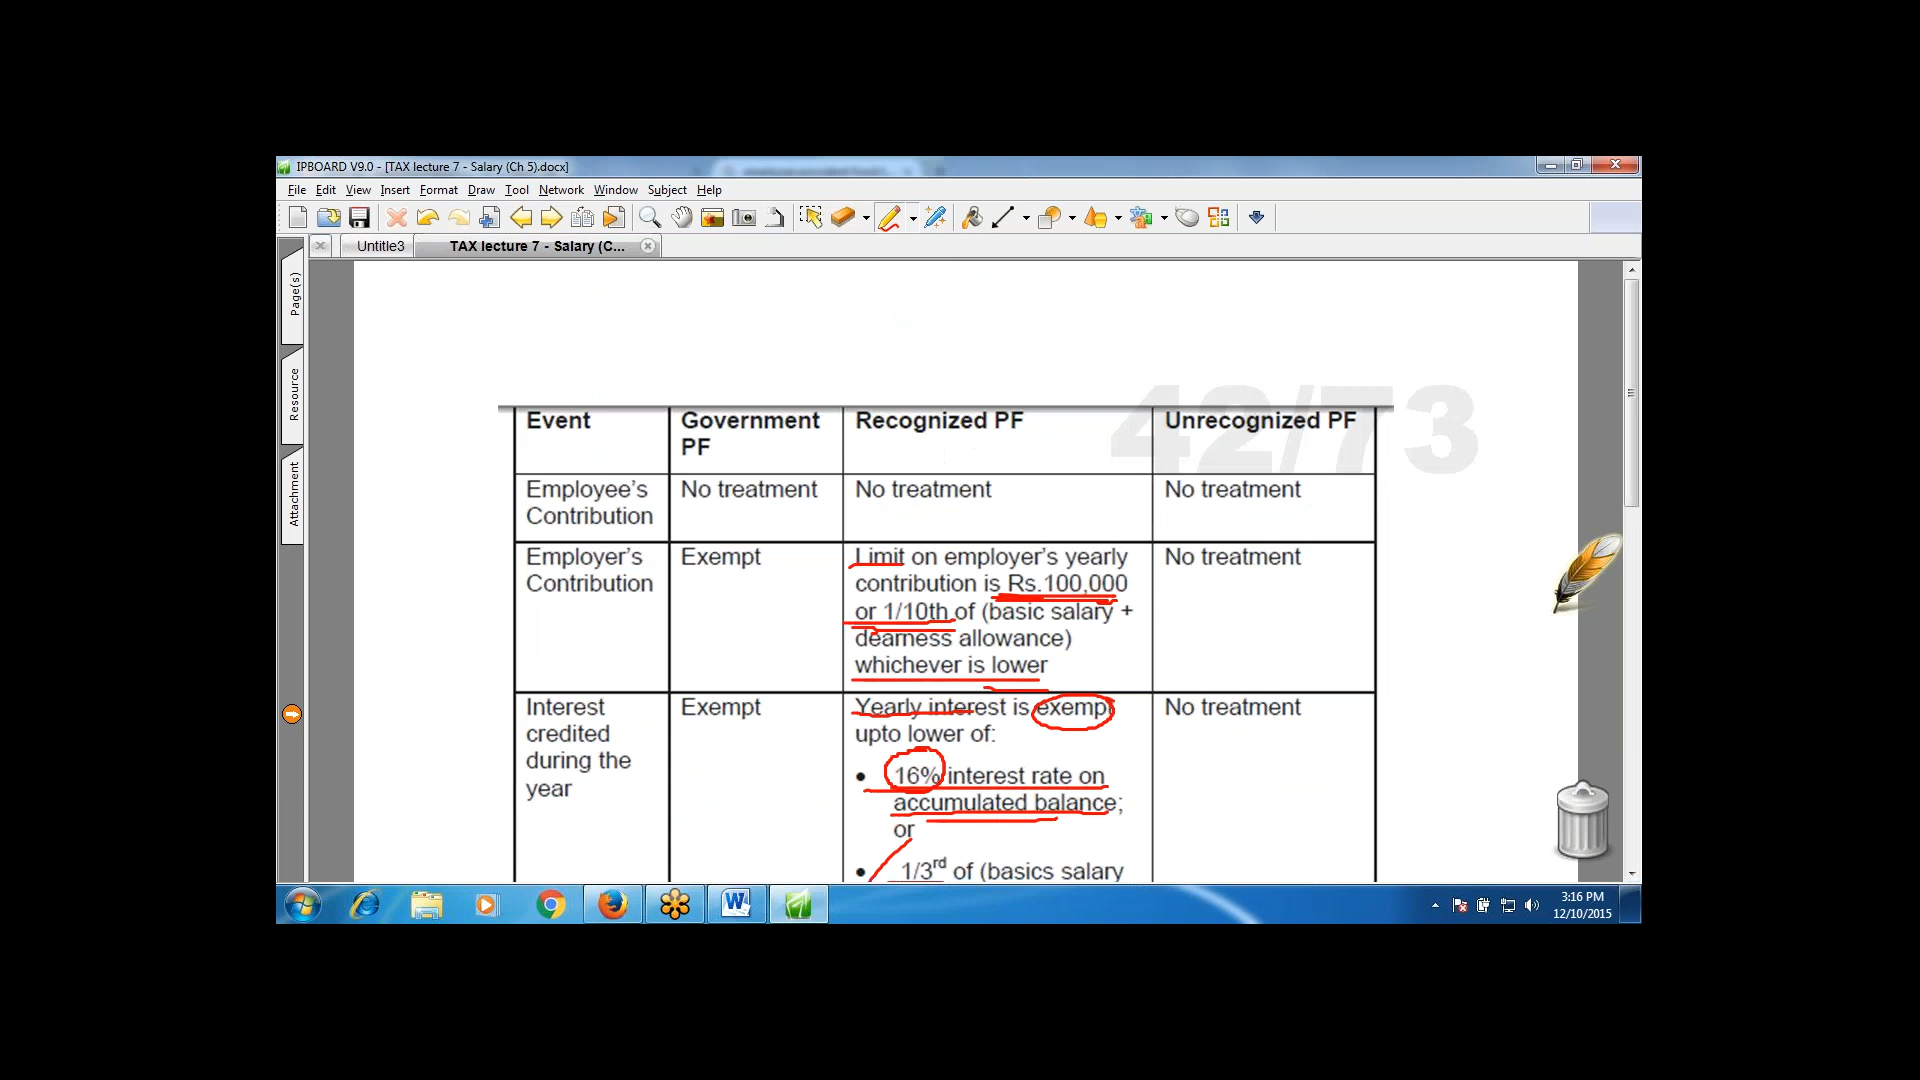 IPBOARD V9.0 - [TAX lecture 7 - Salary (Ch 5).docx]
File Edit View Insert Format Draw Tool Network Window Subject Help
Untitle3
TAX lecture 7 - Salary (C...
Page(s)
Resource
Attachment
42/73
Event
Government
PF
Recognized PF
Unrecognized PF
Employee's
Contribution
No treatment
No treatment
No treatment
Employer's
Contribution
Exempt
Limit on employer's yearly
contribution is Rs.100,000
or 1/10th of (basic salary +
dearness allowance)
whichever is lower
No treatment
Interest
credited
during the
year
Exempt
Yearly interest is exempt
upto lower of:
• 16% interest rate on
accumulated balance;
or
• 1/3rd of (basics salary
No treatment
3:16 PM
12/10/2015